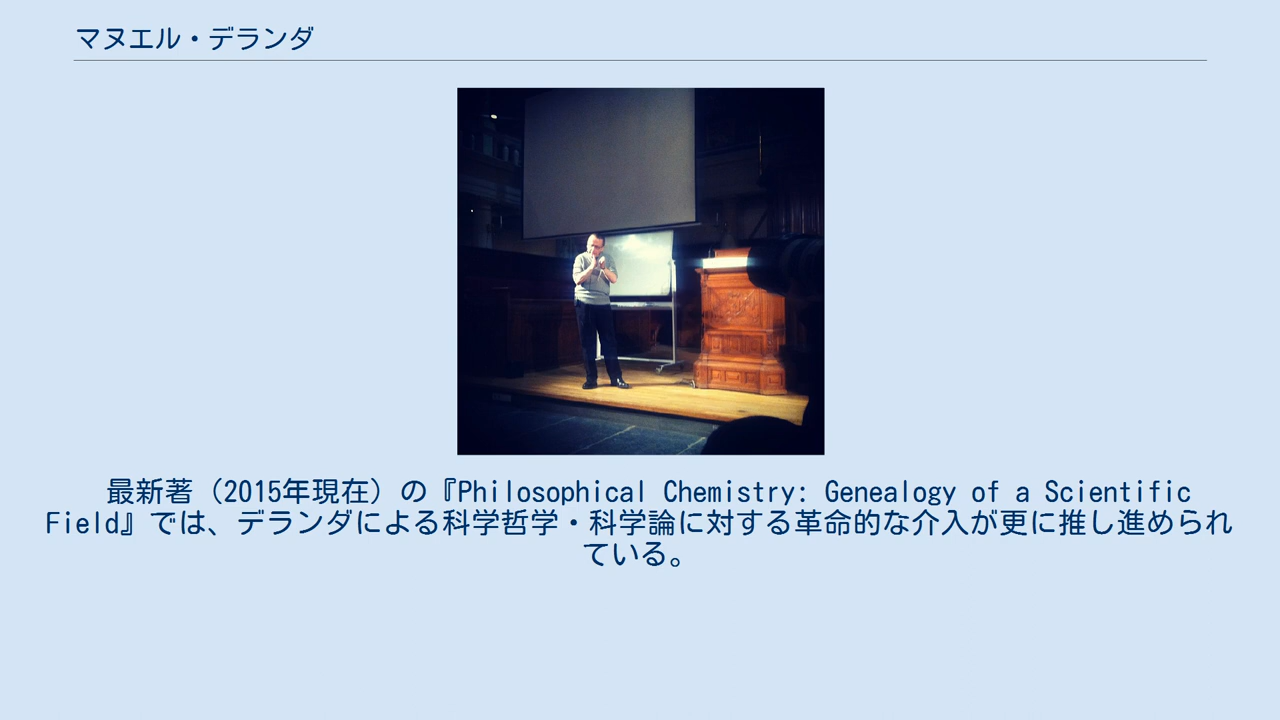 マヌエル・デランダ
最新著（2015年現在）の『Philosophical Chemistry: Genealogy of a Scientific
Field』では、デランダによる科学哲学・科学論に対する革命的な介入が更に推し進められ
ている。